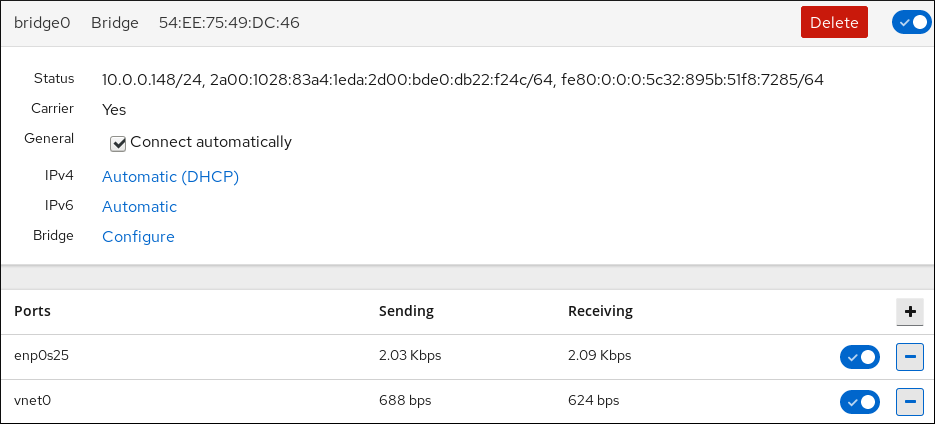 bridge0 Bridge 54:EE:75:49:DC:46 Delete
Status 10.0.0.148/24, 2a00:1028:83a4:1eda:2d00:bde0:db22:f24c/64, fe80:0:0:0:5c32:895b:51f8:7285/64
Carrier Yes
General Connect automatically
IPv4 Automatic (DHCP)
IPv6 Automatic
Bridge Configure
Ports Sending Receiving +
enp0s25 2.03 Kbps 2.09 Kbps −
vnet0 688 bps 624 bps −